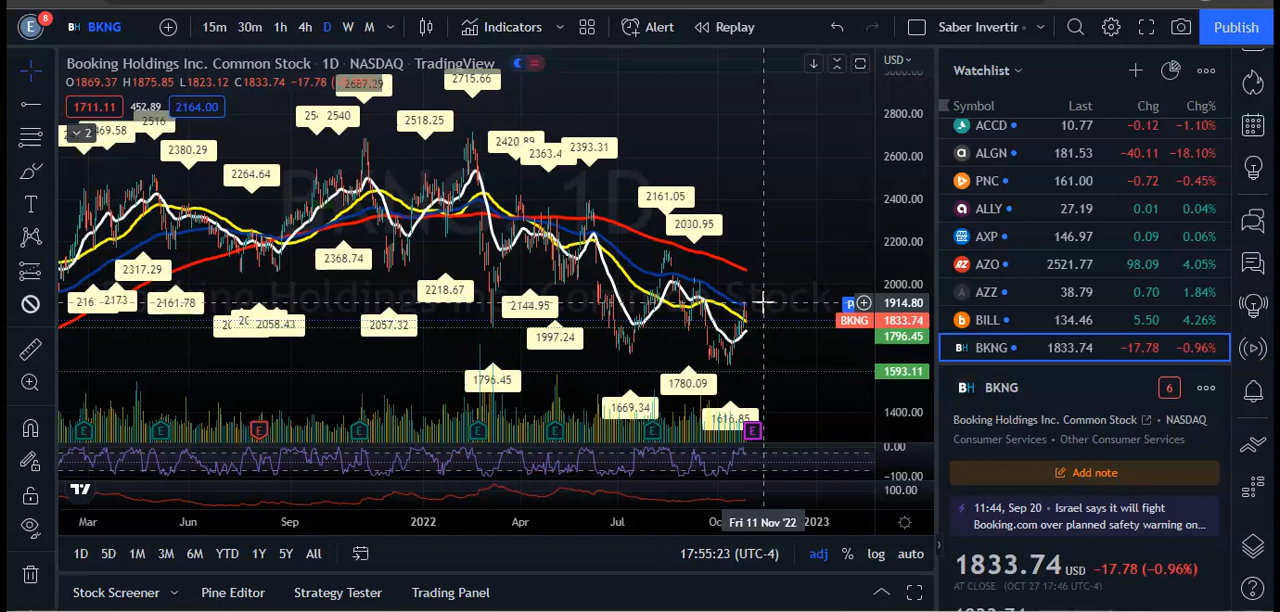 E 8 BH BKNG 15m 30m 1h 4h D W M Indicators Alert Replay Saber Invertir Publish
Booking Holdings Inc. Common Stock · 1D · NASDAQ · TradingView
O1869.37 H1875.85 L1823.12 C1833.74 −17.78 (−0.96%)
1711.11 452.89 2164.00
2
USD
2800.00
2600.00
2400.00
2200.00
2000.00
1914.80
BKNG 1833.74
1796.45
1593.11
1400.00
0.00
−100.00
100.00
2715.66
2687.29
2540
2518.25
2516
2469.58
2380.29
2264.64
2420.89
2363.4
2393.31
2161.05
2030.95
2317.29
2368.74
2218.67
2173
2161.78
2058.43
2057.32
2144.95
1997.24
1796.45
1780.09
1669.34
1616.85
BKNG, 1D
E E E E E E E E
Mar Jun Sep 2022 Apr Jul Fri 11 Nov '22 2023
1D 5D 1M 3M 6M YTD 1Y 5Y All 17:55:23 (UTC-4) adj % log auto
Stock Screener Pine Editor Strategy Tester Trading Panel
Watchlist
Symbol Last Chg Chg%
ACCD 10.77 −0.12 −1.10%
ALGN 181.53 −40.11 −18.10%
PNC 161.00 −0.72 −0.45%
ALLY 27.19 0.01 0.04%
AXP 146.97 0.09 0.06%
AZO 2521.77 98.09 4.05%
AZZ 38.79 0.70 1.84%
BILL 134.46 5.50 4.26%
BH BKNG 1833.74 −17.78 −0.96%
BH BKNG 6
Booking Holdings Inc. Common Stock · NASDAQ
Consumer Services · Other Consumer Services
Add note
11:44, Sep 20 · Israel says it will fight
Booking.com over planned safety warning on...
1833.74 USD −17.78 (−0.96%)
AT CLOSE (OCT 27 17:46 UTC-4)